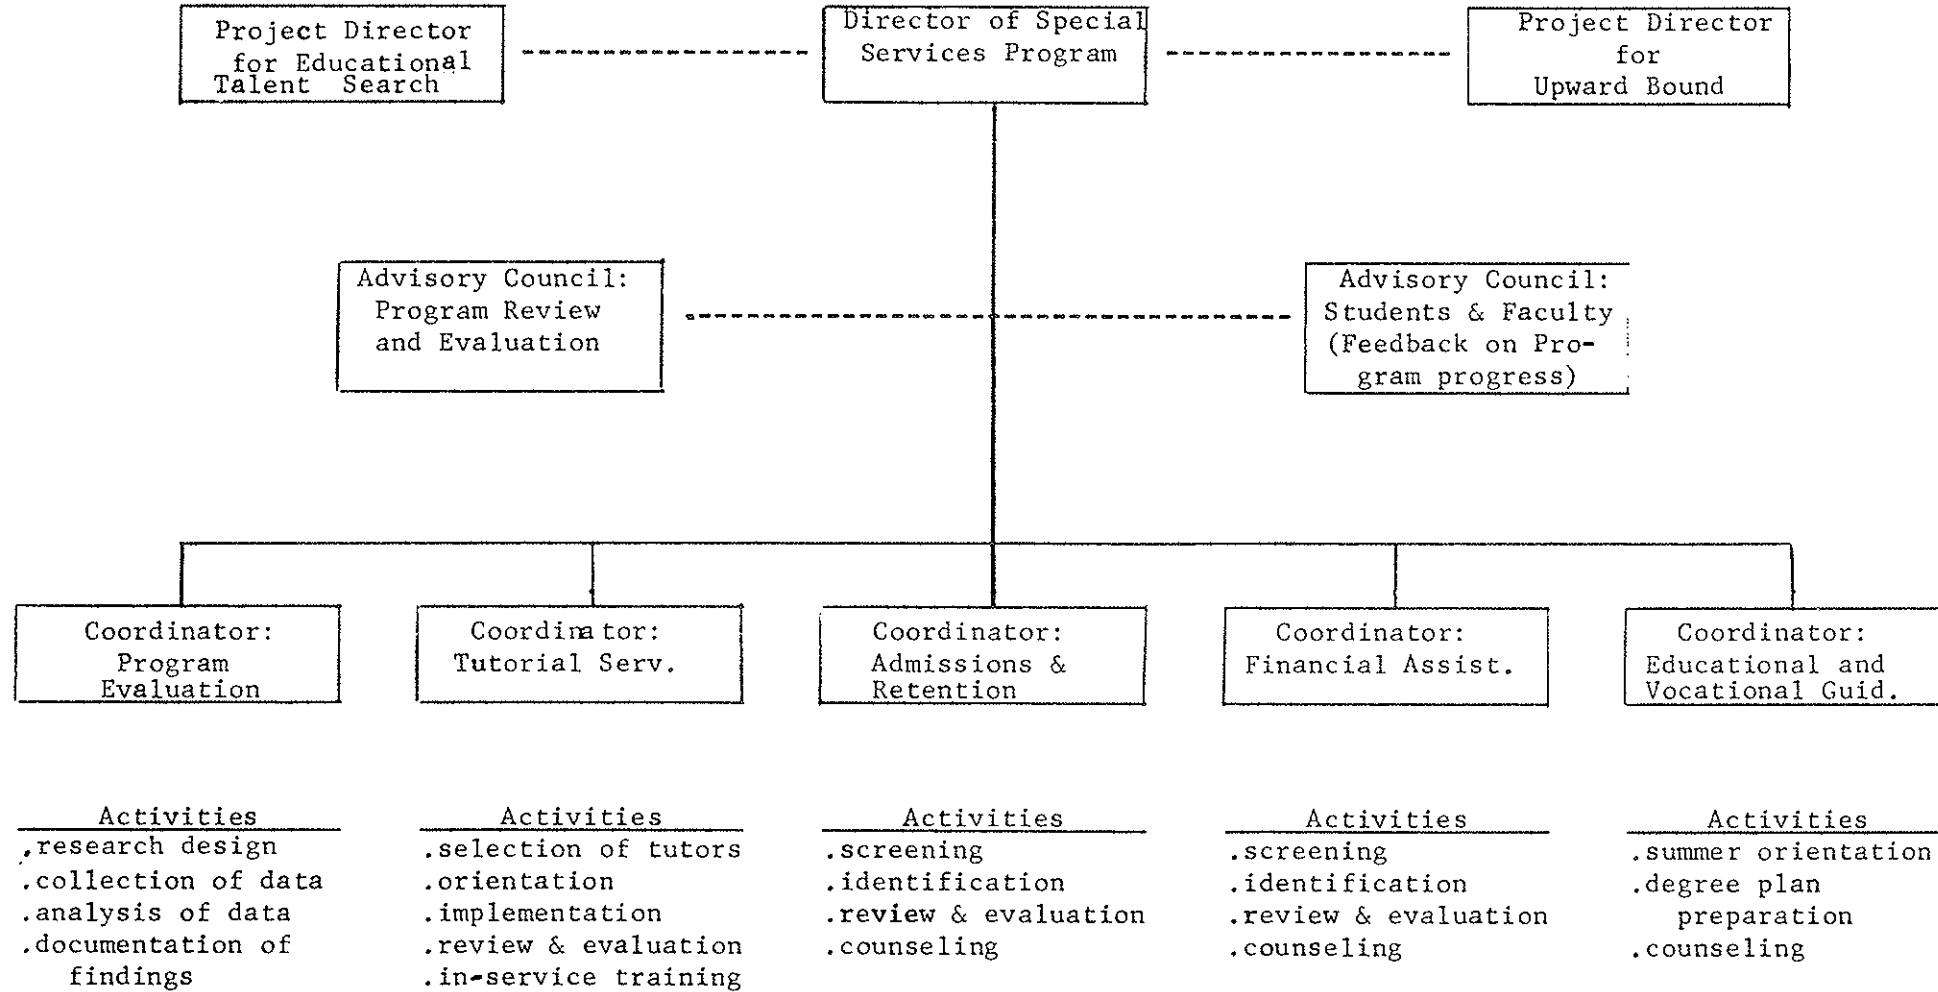 Project Director
for Educational
Talent Search
Director of Special
Services Program
Project Director
for
Upward Bound
Advisory Council:
Program Review
and Evaluation
Advisory Council:
Students & Faculty
(Feedback on Pro-
gram progress)
Coordinator:
Program
Evaluation
Coordinator:
Tutorial Serv.
Coordinator:
Admissions &
Retention
Coordinator:
Financial Assist.
Coordinator:
Educational and
Vocational Guid.
Activities
.research design
.collection of data
.analysis of data
.documentation of
findings
Activities
.selection of tutors
.orientation
.implementation
.review & evaluation
.in-service training
Activities
.screening
.identification
.review & evaluation
.counseling
Activities
.screening
.identification
.review & evaluation
.counseling
Activities
.summer orientation
.degree plan
preparation
.counseling